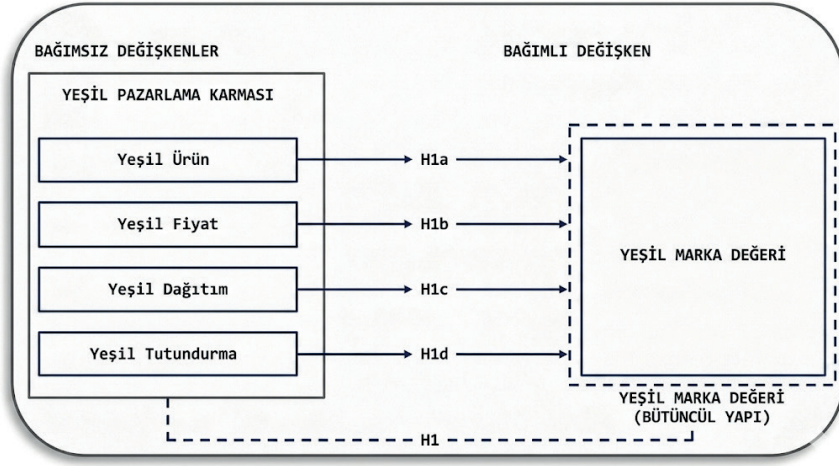 BAĞIMSIZ DEĞİŞKENLER
BAĞIMLI DEĞİŞKEN
YEŞİL PAZARLAMA KARMASI
Yeşil Ürün
H1a
Yeşil Fiyat
H1b
Yeşil Dağıtım
H1c
Yeşil Tutundurma
H1d
YEŞİL MARKA DEĞERİ
YEŞİL MARKA DEĞERİ
(BÜTÜNCÜL YAPI)
H1